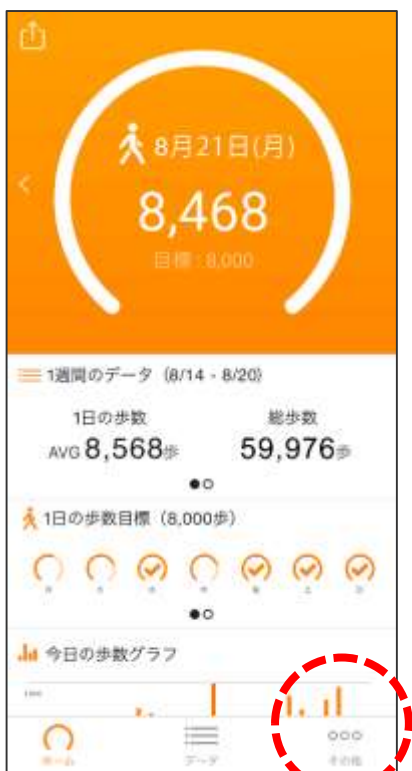 8月21日(月)
8,468
目標:8,000
1週間のデータ (8/14 - 8/20)
1日の歩数 総歩数
AVG 8,568歩 59,976歩
1日の歩数目標 (8,000歩)
今日の歩数グラフ
ホーム データ その他